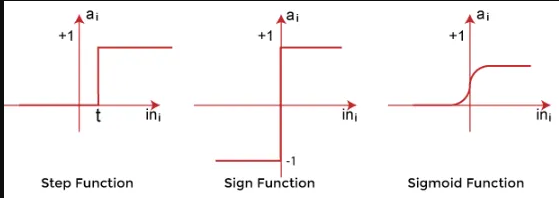 aᵢ
+1
t
inᵢ
Step Function
aᵢ
+1
inᵢ
-1
Sign Function
aᵢ
+1
inᵢ
Sigmoid Function